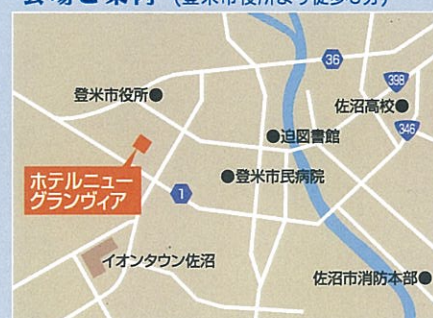 会場ご案内 (登米市役所より徒歩5分)
36
398
登米市役所●
佐沼高校●
346
●迫図書館
ホテルニュー
グランヴィア
●登米市民病院
1
イオンタウン佐沼
佐沼市消防本部●